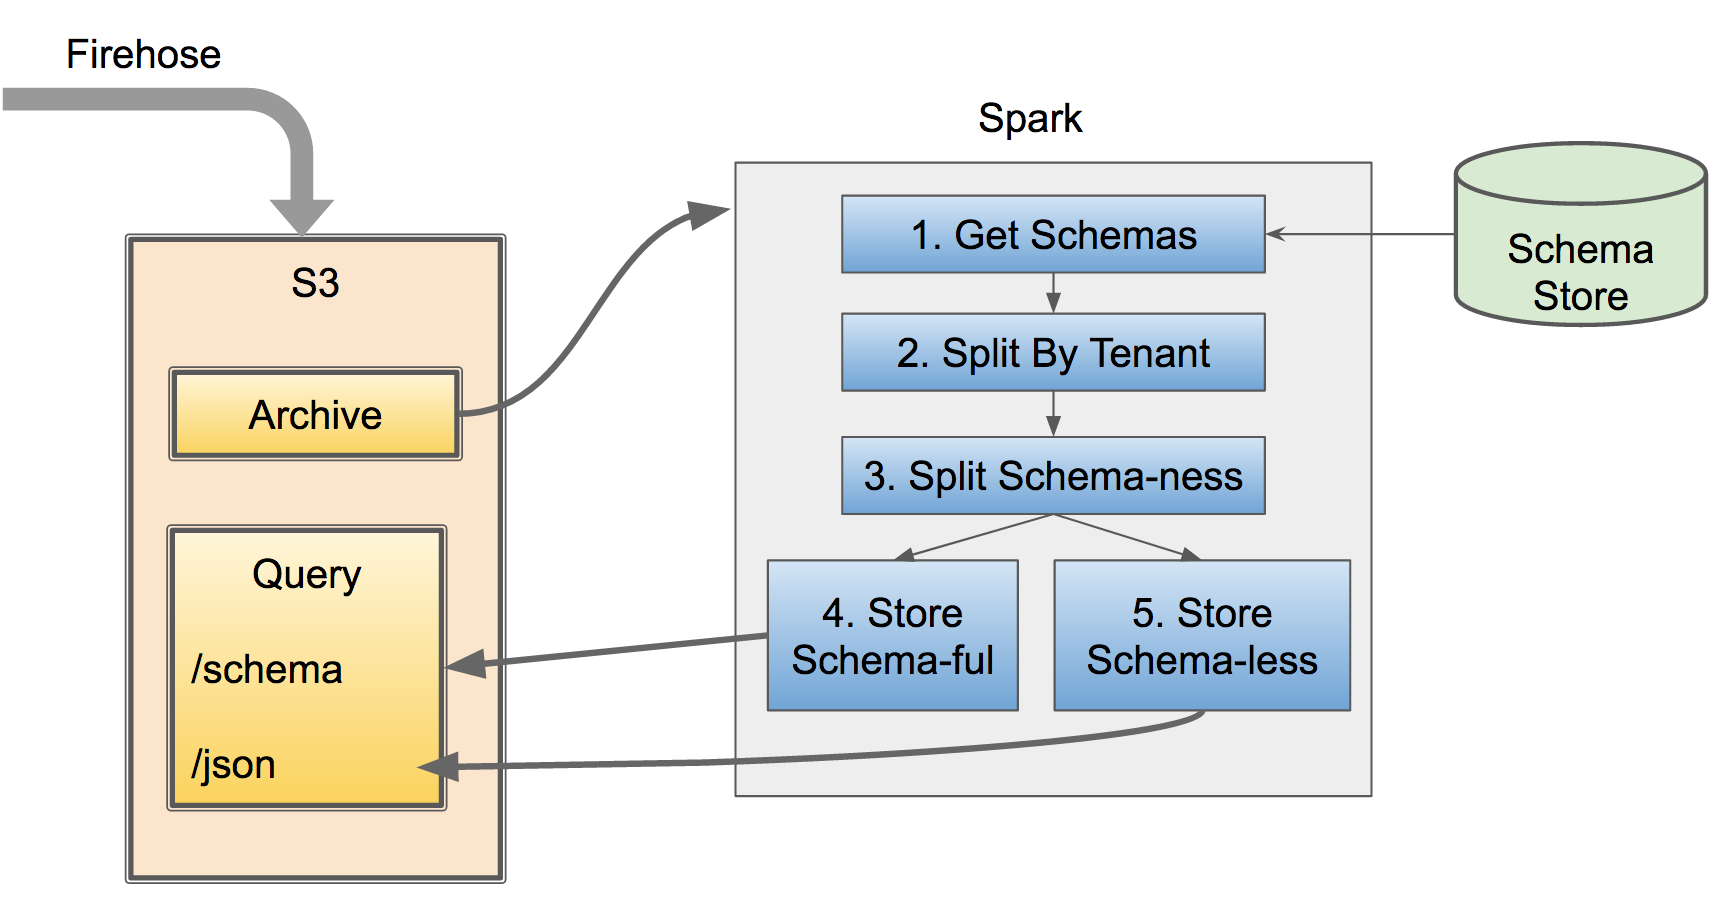 Firehose
S3
Archive
Query
/schema
/json
Spark
1. Get Schemas
2. Split By Tenant
3. Split Schema-ness
4. Store
Schema-ful
5. Store
Schema-less
Schema
Store